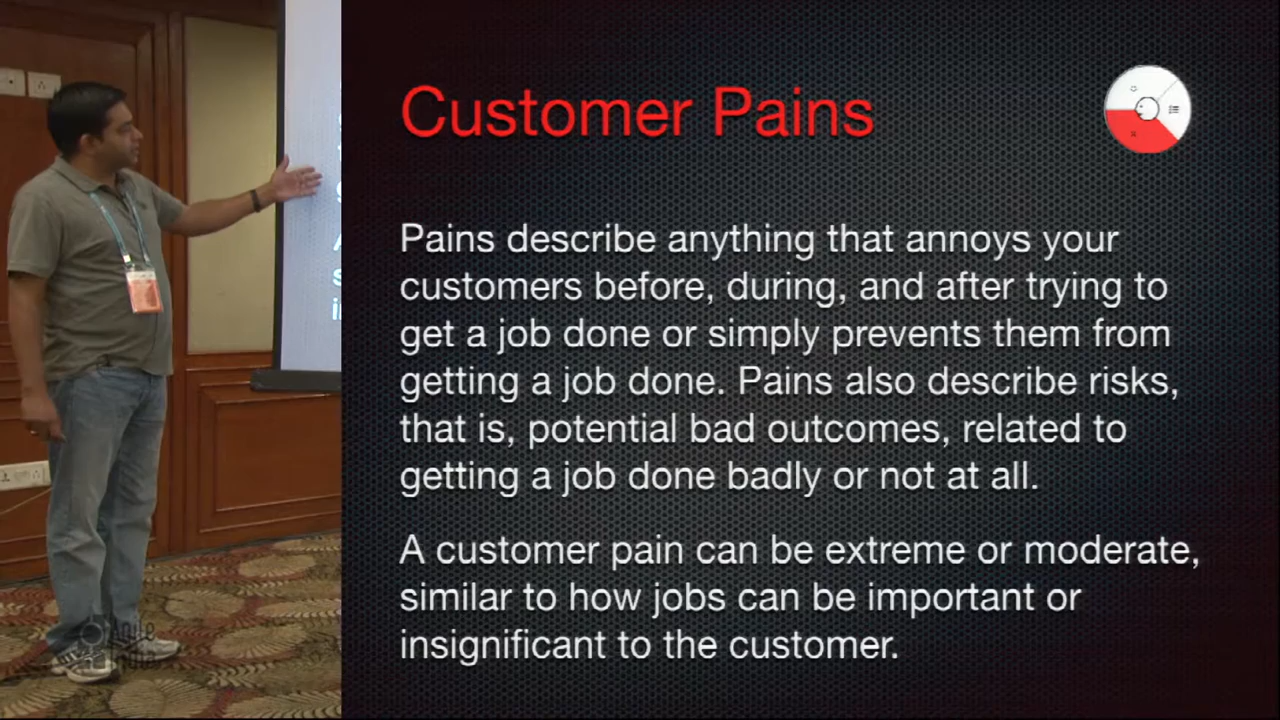 Customer Pains
Pains describe anything that annoys your
customers before, during, and after trying to
get a job done or simply prevents them from
getting a job done. Pains also describe risks,
that is, potential bad outcomes, related to
getting a job done badly or not at all.
A customer pain can be extreme or moderate,
similar to how jobs can be important or
insignificant to the customer.
Agile
India